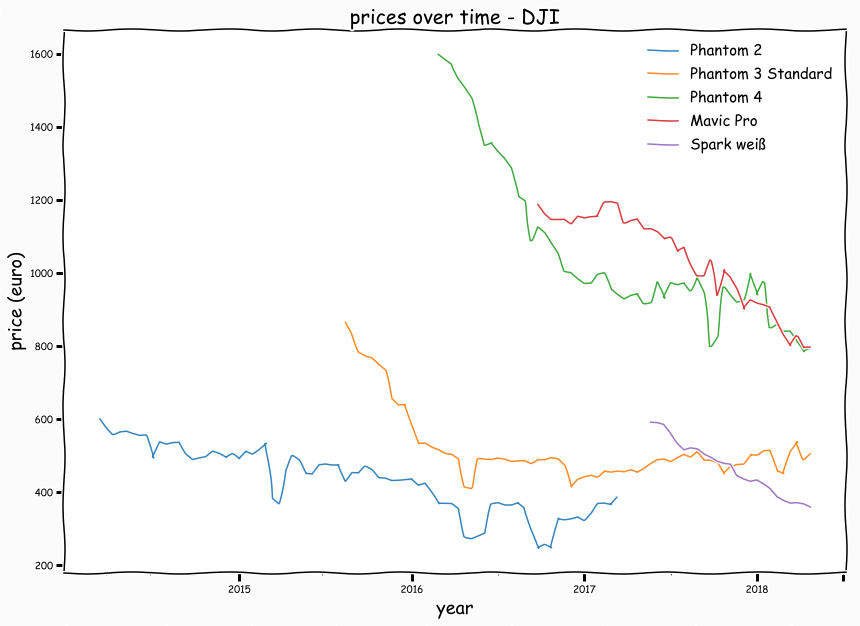 prices over time - DJI
Phantom 2
Phantom 3 Standard
Phantom 4
Mavic Pro
Spark weiß
price (euro)
1600
1400
1200
1000
800
600
400
200
2015 2016 2017 2018
year